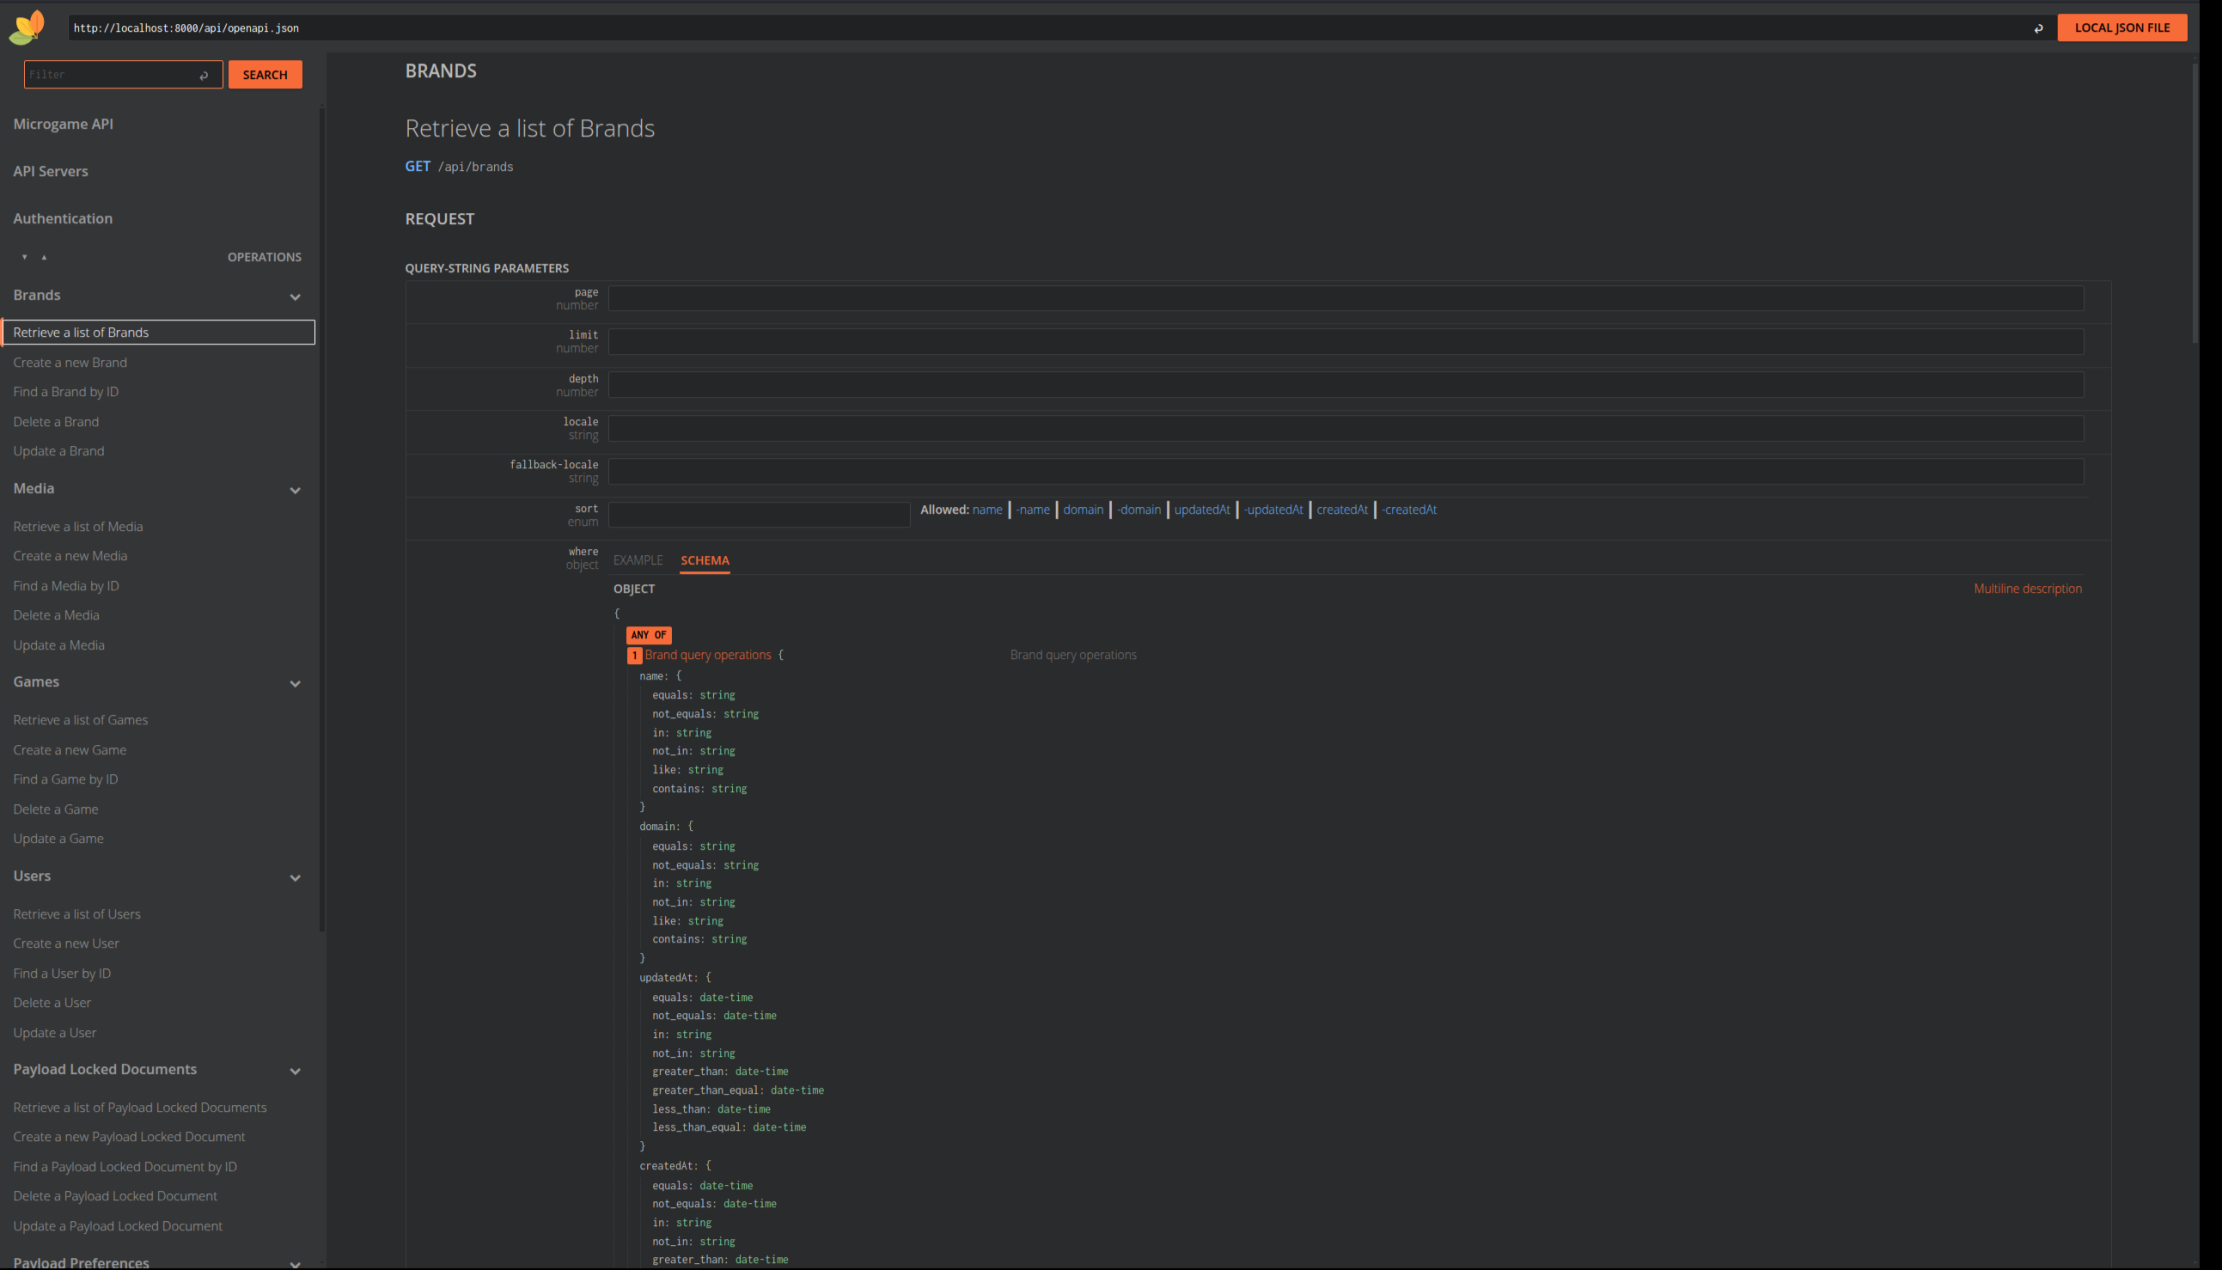 http://localhost:8000/api/openapi.json
LOCAL JSON FILE
Filter
SEARCH
Microgame API
API Servers
Authentication
OPERATIONS
Brands
Retrieve a list of Brands
Create a new Brand
Find a Brand by ID
Delete a Brand
Update a Brand
Media
Retrieve a list of Media
Create a new Media
Find a Media by ID
Delete a Media
Update a Media
Games
Retrieve a list of Games
Create a new Game
Find a Game by ID
Delete a Game
Update a Game
Users
Retrieve a list of Users
Create a new User
Find a User by ID
Delete a User
Update a User
Payload Locked Documents
Retrieve a list of Payload Locked Documents
Create a new Payload Locked Document
Find a Payload Locked Document by ID
Delete a Payload Locked Document
Update a Payload Locked Document
Payload Preferences
BRANDS
Retrieve a list of Brands
GET /api/brands
REQUEST
QUERY-STRING PARAMETERS
page
number
limit
number
depth
number
locale
string
fallback-locale
string
sort
enum
Allowed: name | -name | domain | -domain | updatedAt | -updatedAt | createdAt | -createdAt
where
object
EXAMPLE SCHEMA
OBJECT
Multiline description
{
ANY OF
1 Brand query operations { Brand query operations
name: {
equals: string
not_equals: string
in: string
not_in: string
like: string
contains: string
}
domain: {
equals: string
not_equals: string
in: string
not_in: string
like: string
contains: string
}
updatedAt: {
equals: date-time
not_equals: date-time
in: string
not_in: string
greater_than: date-time
greater_than_equal: date-time
less_than: date-time
less_than_equal: date-time
}
createdAt: {
equals: date-time
not_equals: date-time
in: string
not_in: string
greater_than: date-time